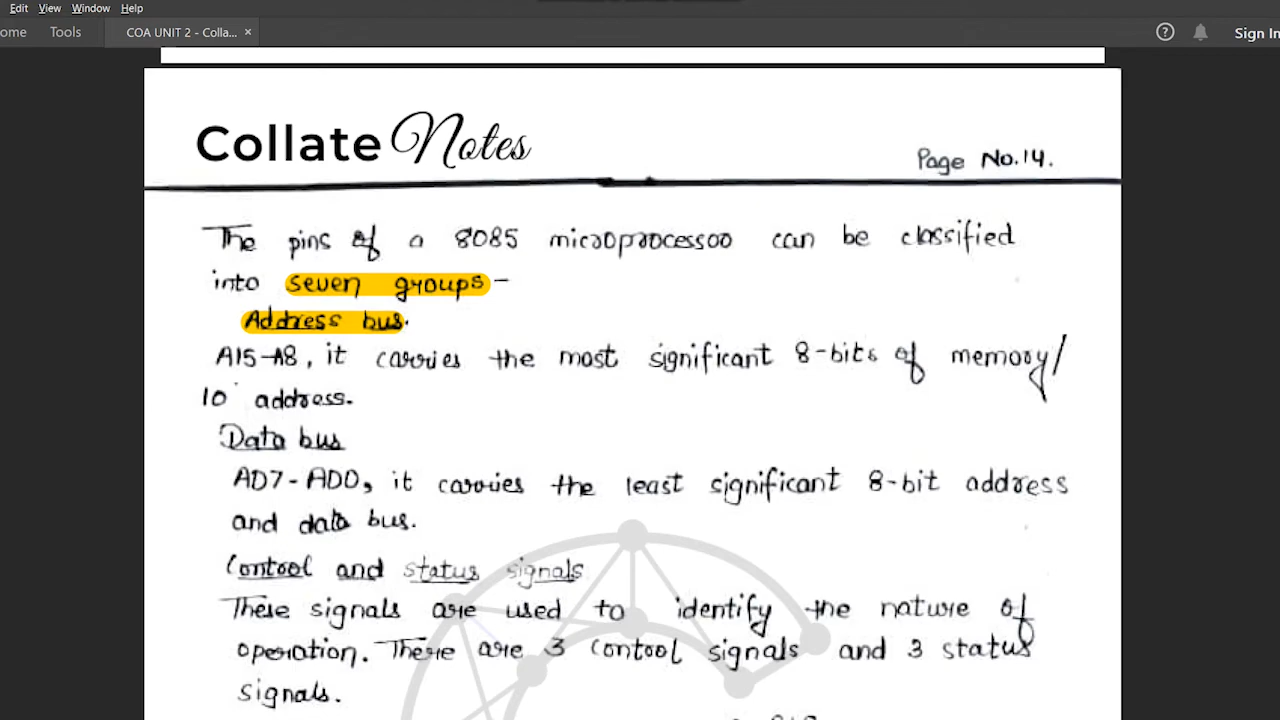 Edit View Window Help
ome Tools COA UNIT 2 - Colla... × Sign In
Collate Notes
Page No.14.
The pins of a 8085 microprocessor can be classified
into seven groups-
Address bus.
A15-A8, it carries the most significant 8-bits of memory/
IO address.
Data bus
AD7-AD0, it carries the least significant 8-bit address
and data bus.
Control and status signals
These signals are used to identify the nature of
operation. There are 3 control signals and 3 status
signals.